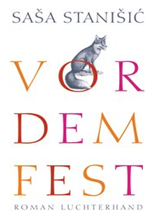 SAŠA STANIŠIĆ
VOR
DEM
FEST
ROMAN LUCHTERHAND